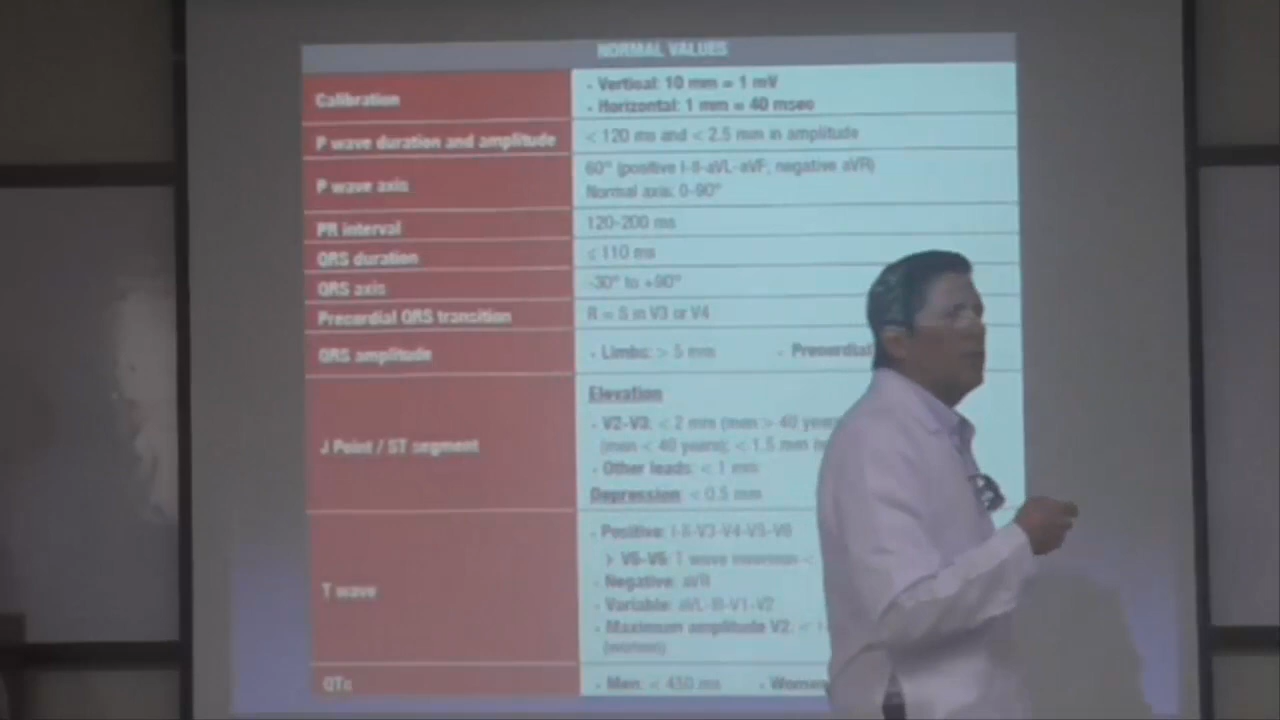 NORMAL VALUES
Calibration
- Vertical: 10 mm = 1 mV
- Horizontal: 1 mm = 40 msec
P wave duration and amplitude
< 120 ms and < 2.5 mm in amplitude
P wave axis
60° (positive I-II-aVL-aVF, negative aVR)
Normal axis: 0-90°
PR interval
120-200 ms
QRS duration
≤ 110 ms
QRS axis
-30° to +90°
Precordial QRS transition
R = S in V3 or V4
QRS amplitude
- Limbs: > 5 mm - Precordial
J Point / ST segment
Elevation
- V2-V3: < 2 mm (men > 40 years
(men < 40 years); < 1.5 mm
- Other leads: < 1 mm
Depression: < 0.5 mm
T wave
- Positive: I-II-V3-V4-V5-V6
> V5-V6: T wave inversion <
- Negative: aVR
- Variable: aVL-III-V1-V2
- Maximum amplitude V2: <
(women)
QTc
- Men: < 450 ms - Women